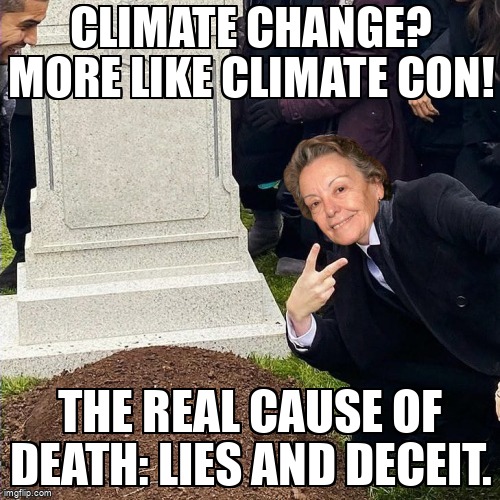 CLIMATE CHANGE?
MORE LIKE CLIMATE CON!
THE REAL CAUSE OF
DEATH: LIES AND DECEIT.
imgflip.com